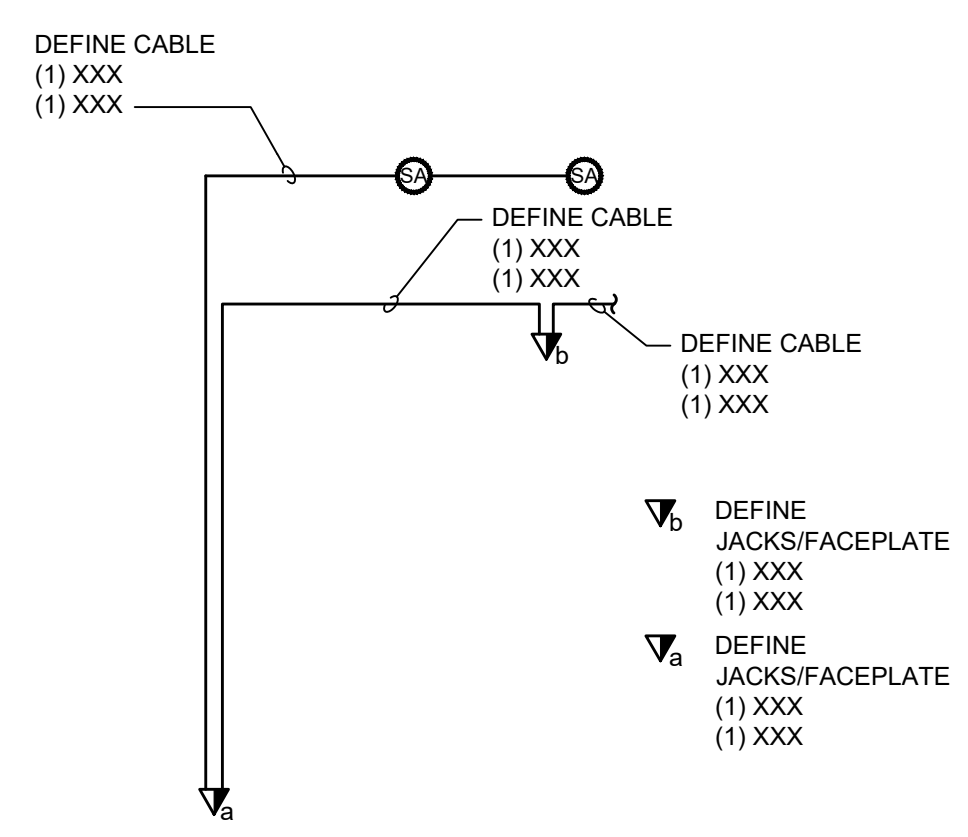 DEFINE CABLE
(1) XXX
(1) XXX
SA
SA
DEFINE CABLE
(1) XXX
(1) XXX
b
DEFINE CABLE
(1) XXX
(1) XXX
b
DEFINE
JACKS/FACEPLATE
(1) XXX
(1) XXX
a
DEFINE
JACKS/FACEPLATE
(1) XXX
(1) XXX
a